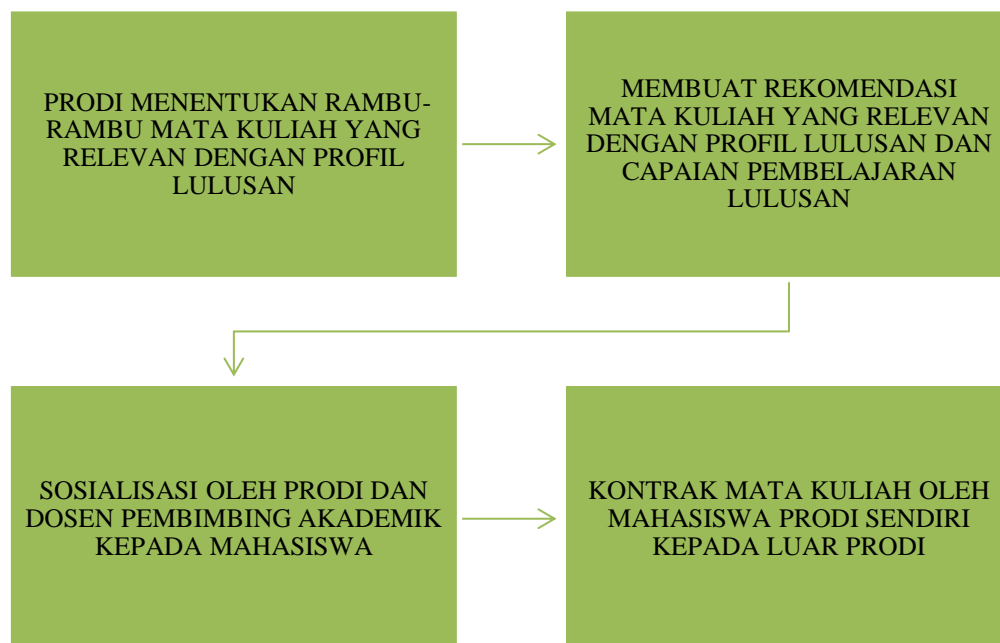 PRODI MENENTUKAN RAMBU-
RAMBU MATA KULIAH YANG
RELEVAN DENGAN PROFIL
LULUSAN
MEMBUAT REKOMENDASI
MATA KULIAH YANG RELEVAN
DENGAN PROFIL LULUSAN DAN
CAPAIAN PEMBELAJARAN
LULUSAN
SOSIALISASI OLEH PRODI DAN
DOSEN PEMBIMBING AKADEMIK
KEPADA MAHASISWA
KONTRAK MATA KULIAH OLEH
MAHASISWA PRODI SENDIRI
KEPADA LUAR PRODI